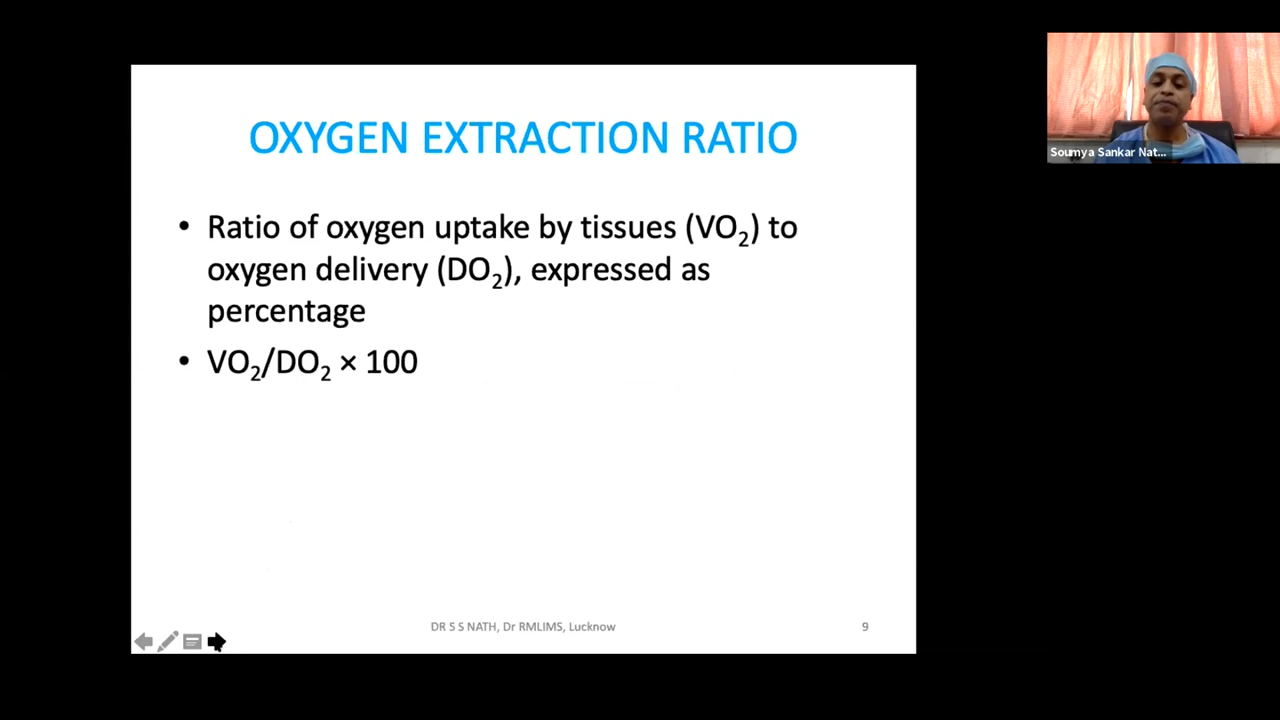 OXYGEN EXTRACTION RATIO
• Ratio of oxygen uptake by tissues (VO₂) to
oxygen delivery (DO₂), expressed as
percentage
• VO₂/DO₂ × 100
DR S S NATH, Dr RMLIMS, Lucknow
9
Soumya Sankar Nat...